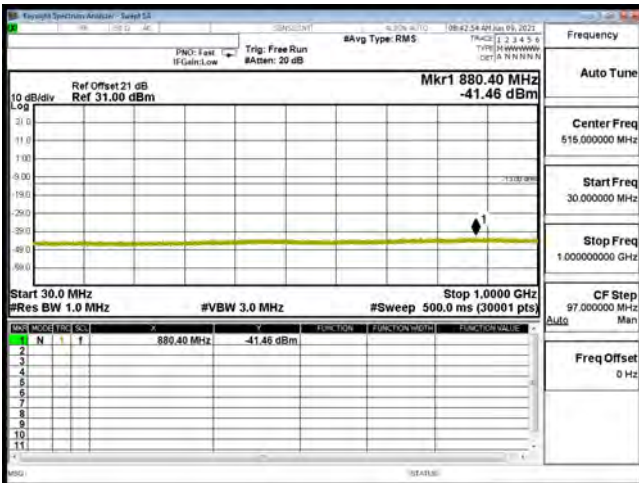 Keysight Spectrum Analyzer - Swept SA
RF
50 Ω
AC
SENSE:INT
ALIGN AUTO
08:42:54 AM Jun 09, 2021
#Avg Type: RMS
TRACE 1 2 3 4 5 6
TYPE M WWWWW
DET A N N N N N
PNO: Fast
IFGain:Low
Trig: Free Run
#Atten: 20 dB
Ref Offset 21 dB
Ref 31.00 dBm
10 dB/div
Log
Mkr1 880.40 MHz
-41.46 dBm
21.0
11.0
1.00
-9.00
-13.00 dBm
-19.0
-29.0
-39.0
-49.0
-59.0
1
Start 30.0 MHz
Stop 1.0000 GHz
#Res BW 1.0 MHz
#VBW 3.0 MHz
#Sweep 500.0 ms (30001 pts)
MKR MODE TRC SCL X Y FUNCTION FUNCTION WIDTH FUNCTION VALUE
1 N 1 f 880.40 MHz -41.46 dBm
2
3
4
5
6
7
8
9
10
11
MSG
STATUS
Frequency
Auto Tune
Center Freq
515.000000 MHz
Start Freq
30.000000 MHz
Stop Freq
1.000000000 GHz
CF Step
97.000000 MHz
Auto Man
Freq Offset
0 Hz